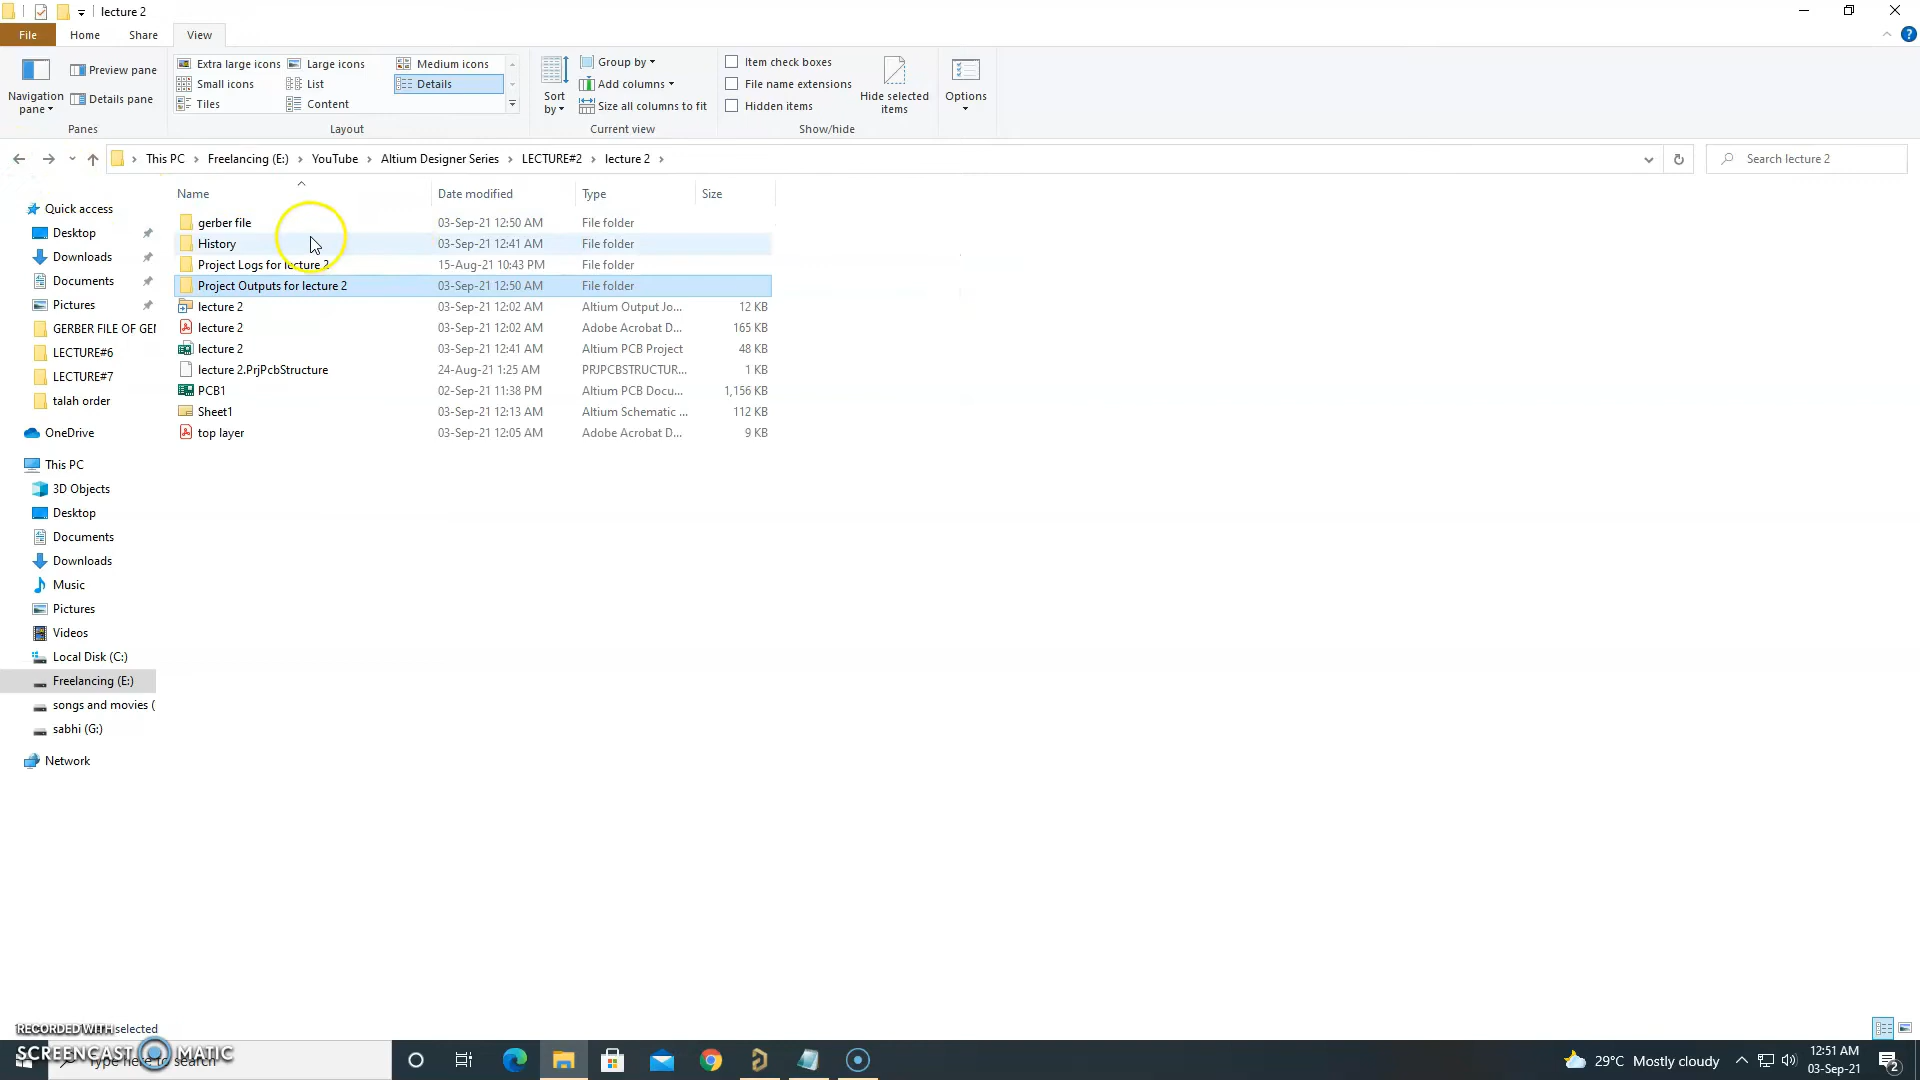 lecture 2
File Home Share View
Navigation pane
Preview pane
Details pane
Panes
Extra large icons Large icons Medium icons
Small icons List Details
Tiles Content
Layout
Sort by
Group by
Add columns
Size all columns to fit
Current view
Item check boxes
File name extensions
Hidden items
Hide selected items
Show/hide
Options
This PC > Freelancing (E:) > YouTube > Altium Designer Series > LECTURE#2 > lecture 2 >
Search lecture 2
Name Date modified Type Size
gerber file 03-Sep-21 12:50 AM File folder
History 03-Sep-21 12:41 AM File folder
Project Logs for lecture 2 15-Aug-21 10:43 PM File folder
Project Outputs for lecture 2 03-Sep-21 12:50 AM File folder
lecture 2 03-Sep-21 12:02 AM Altium Output Jo... 12 KB
lecture 2 03-Sep-21 12:02 AM Adobe Acrobat D... 165 KB
lecture 2 03-Sep-21 12:41 AM Altium PCB Project 48 KB
lecture 2.PrjPcbStructure 24-Aug-21 1:25 AM PRJPCBSTRUCTUR... 1 KB
PCB1 02-Sep-21 11:38 PM Altium PCB Docu... 1,156 KB
Sheet1 03-Sep-21 12:13 AM Altium Schematic ... 112 KB
top layer 03-Sep-21 12:05 AM Adobe Acrobat D... 9 KB
Quick access
Desktop
Downloads
Documents
Pictures
GERBER FILE OF GEN
LECTURE#6
LECTURE#7
talah order
OneDrive
This PC
3D Objects
Desktop
Documents
Downloads
Music
Pictures
Videos
Local Disk (C:)
Freelancing (E:)
songs and movies (
sabhi (G:)
Network
RECORDED WITH selected
SCREENCAST MATIC
Type here to search
29°C Mostly cloudy
12:51 AM
03-Sep-21
2